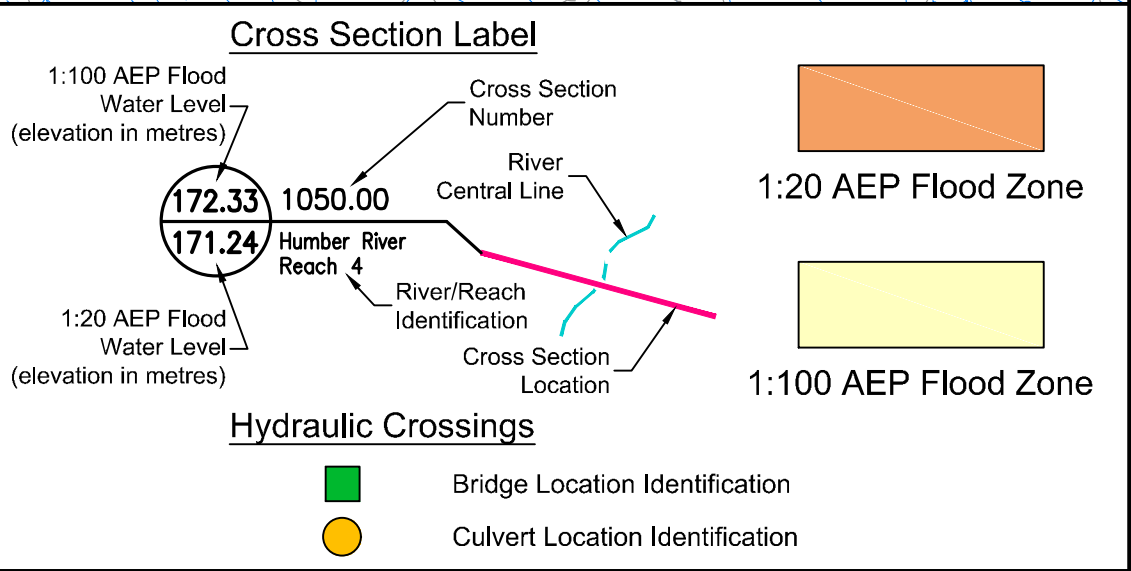 Cross Section Label
1:100 AEP Flood
Water Level
(elevation in metres)
Cross Section
Number
River
Central Line
172.33
1050.00
171.24
Humber River
Reach 4
River/Reach
Identification
1:20 AEP Flood
Water Level
(elevation in metres)
Cross Section
Location
1:20 AEP Flood Zone
1:100 AEP Flood Zone
Hydraulic Crossings
Bridge Location Identification
Culvert Location Identification